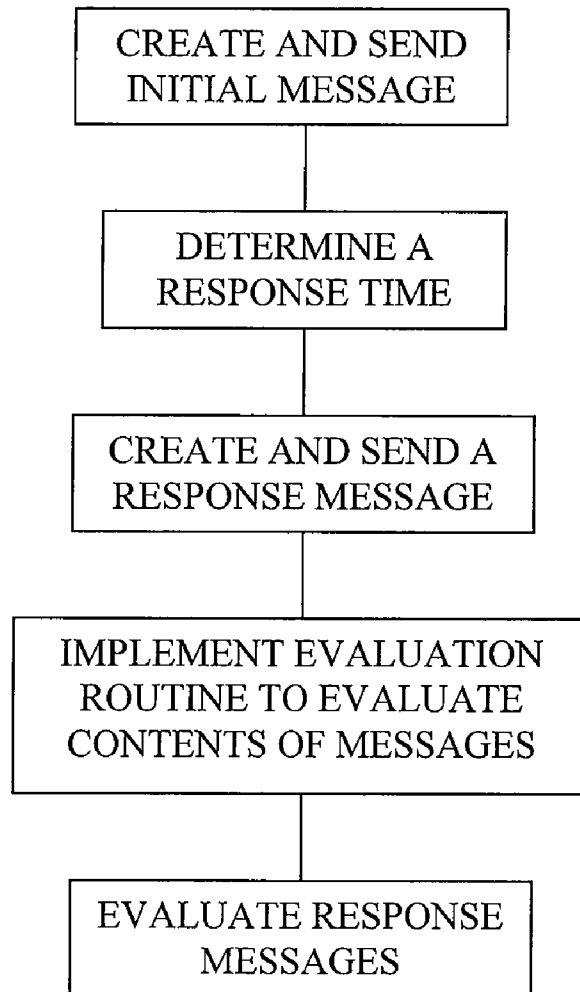 CREATE AND SEND
INITIAL MESSAGE
DETERMINE A
RESPONSE TIME
CREATE AND SEND A
RESPONSE MESSAGE
IMPLEMENT EVALUATION
ROUTINE TO EVALUATE
CONTENTS OF MESSAGES
EVALUATE RESPONSE
MESSAGES